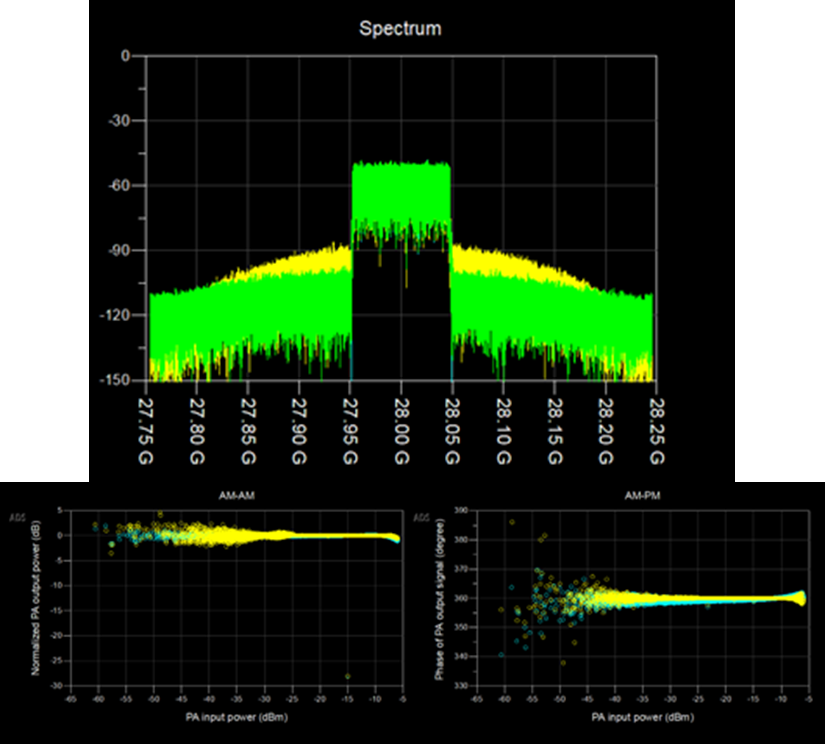 Spectrum
0
-30
-60
-90
-120
-150
27.75 G
27.80 G
27.85 G
27.90 G
27.95 G
28.00 G
28.05 G
28.10 G
28.15 G
28.20 G
28.25 G
AM-AM
ADS
Normalized PA output power (dB)
5
0
-5
-10
-15
-20
-25
-30
-65 -60 -55 -50 -45 -40 -35 -30 -25 -20 -15 -10 -5
PA input power (dBm)
AM-PM
ADS
Phase of PA output signal (degree)
390
380
370
360
350
340
330
-65 -60 -55 -50 -45 -40 -35 -30 -25 -20 -15 -10 -5
PA input power (dBm)